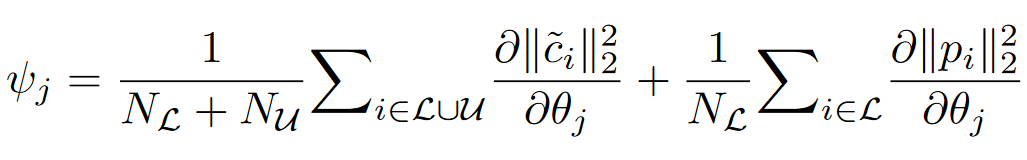 \psi_j = \frac{1}{N_{\mathcal{L}} + N_{\mathcal{U}}} \sum_{i \in \mathcal{L} \cup \mathcal{U}} \frac{\partial \|\tilde{c}_i\|_2^2}{\partial \theta_j} + \frac{1}{N_{\mathcal{L}}} \sum_{i \in \mathcal{L}} \frac{\partial \|p_i\|_2^2}{\partial \theta_j}